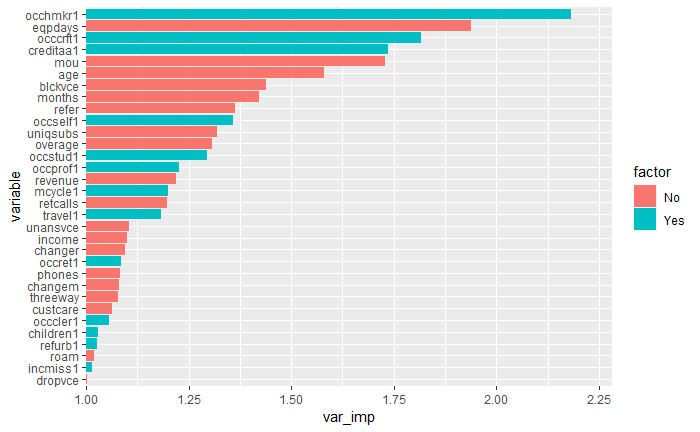 occhmkr1
eqpdays
occcrft1
creditaa1
mou
age
blckvce
months
refer
occself1
uniqsubs
overage
occstud1
occprof1
revenue
mcycle1
retcalls
travel1
unansvce
income
changer
occret1
phones
changem
threeway
custcare
occcler1
children1
refurb1
roam
incmiss1
dropvce
variable
1.00 1.25 1.50 1.75 2.00 2.25
var_imp
factor
No
Yes